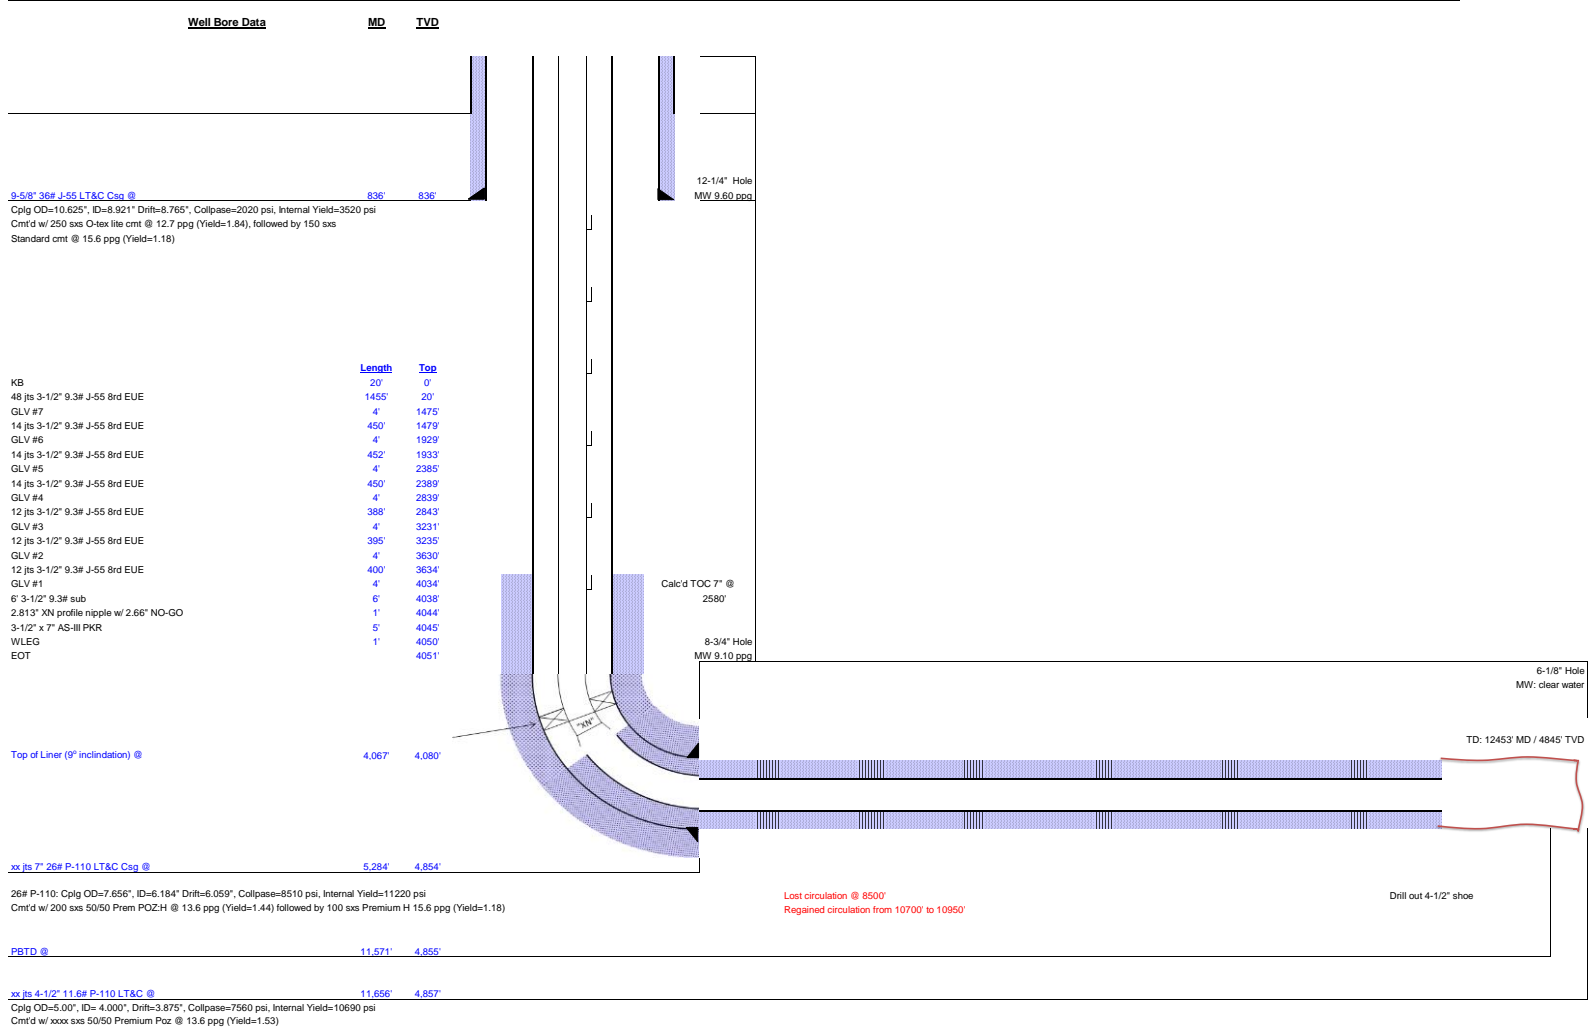 Well Bore Data MD TVD
12-1/4" Hole
9-5/8" 36# J-55 LT&C Csg @ 836' 836' MW 9.60 ppg
Cplg OD=10.625", ID=8.921" Drift=8.765", Collpase=2020 psi, Internal Yield=3520 psi
Cmt'd w/ 250 sxs O-tex lite cmt @ 12.7 ppg (Yield=1.84), followed by 150 sxs
Standard cmt @ 15.6 ppg (Yield=1.18)
Length Top
KB 20' 0'
48 jts 3-1/2" 9.3# J-55 8rd EUE 1455' 20'
GLV #7 4' 1475'
14 jts 3-1/2" 9.3# J-55 8rd EUE 450' 1479'
GLV #6 4' 1929'
14 jts 3-1/2" 9.3# J-55 8rd EUE 452' 1933'
GLV #5 4' 2385'
14 jts 3-1/2" 9.3# J-55 8rd EUE 450' 2389'
GLV #4 4' 2839'
12 jts 3-1/2" 9.3# J-55 8rd EUE 388' 2843'
GLV #3 4' 3231'
12 jts 3-1/2" 9.3# J-55 8rd EUE 395' 3235'
GLV #2 4' 3630'
12 jts 3-1/2" 9.3# J-55 8rd EUE 400' 3634'
GLV #1 4' 4034' Calc'd TOC 7" @
6' 3-1/2" 9.3# sub 6' 4038' 2580'
2.813" XN profile nipple w/ 2.66" NO-GO 1' 4044'
3-1/2" x 7" AS-III PKR 5' 4045'
WLEG 1' 4050' 8-3/4" Hole
EOT 4051' MW 9.10 ppg
6-1/8" Hole
MW: clear water
"XN"
TD: 12453' MD / 4845' TVD
Top of Liner (9º inclindation) @ 4,067' 4,080'
xx jts 7" 26# P-110 LT&C Csg @ 5,284' 4,854'
26# P-110: Cplg OD=7.656", ID=6.184" Drift=6.059", Collpase=8510 psi, Internal Yield=11220 psi
Cmt'd w/ 200 sxs 50/50 Prem POZ:H @ 13.6 ppg (Yield=1.44) followed by 100 sxs Premium H 15.6 ppg (Yield=1.18)
Lost circulation @ 8500'
Regained circulation from 10700' to 10950'
Drill out 4-1/2" shoe
PBTD @ 11,571' 4,855'
xx jts 4-1/2" 11.6# P-110 LT&C @ 11,656' 4,857'
Cplg OD=5.00", ID= 4.000", Drift=3.875", Collpase=7560 psi, Internal Yield=10690 psi
Cmt'd w/ xxxx sxs 50/50 Premium Poz @ 13.6 ppg (Yield=1.53)